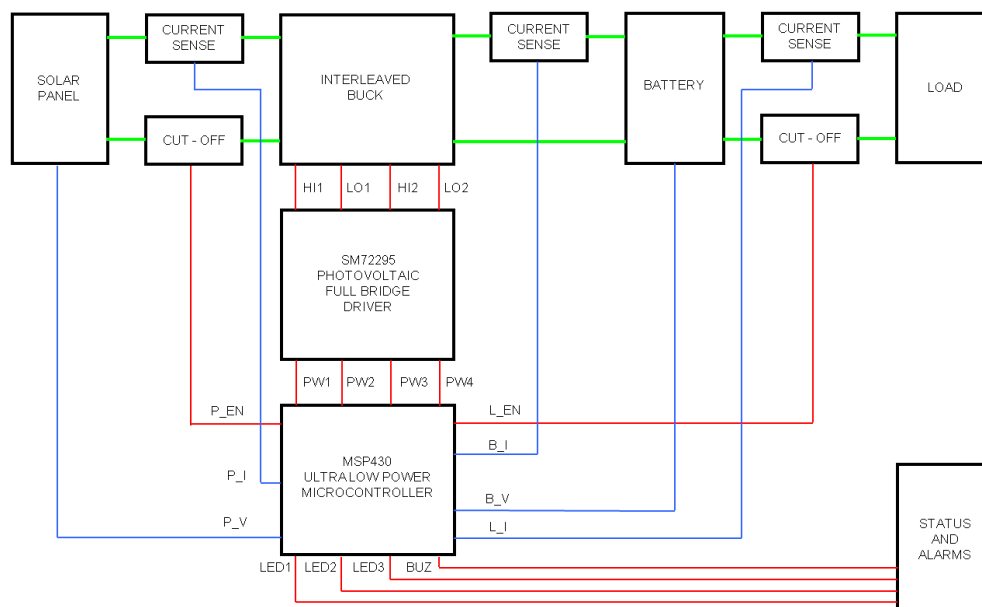 CURRENT
SENSE
CURRENT
SENSE
CURRENT
SENSE
SOLAR
PANEL
INTERLEAVED
BUCK
BATTERY
LOAD
CUT - OFF
CUT - OFF
HI1
LO1
HI2
LO2
SM72295
PHOTOVOLTAIC
FULL BRIDGE
DRIVER
PW1
PW2
PW3
PW4
P_EN
L_EN
B_I
MSP430
ULTRALOW POWER
MICROCONTROLLER
P_I
B_V
P_V
L_I
STATUS
AND
ALARMS
LED1
LED2
LED3
BUZ